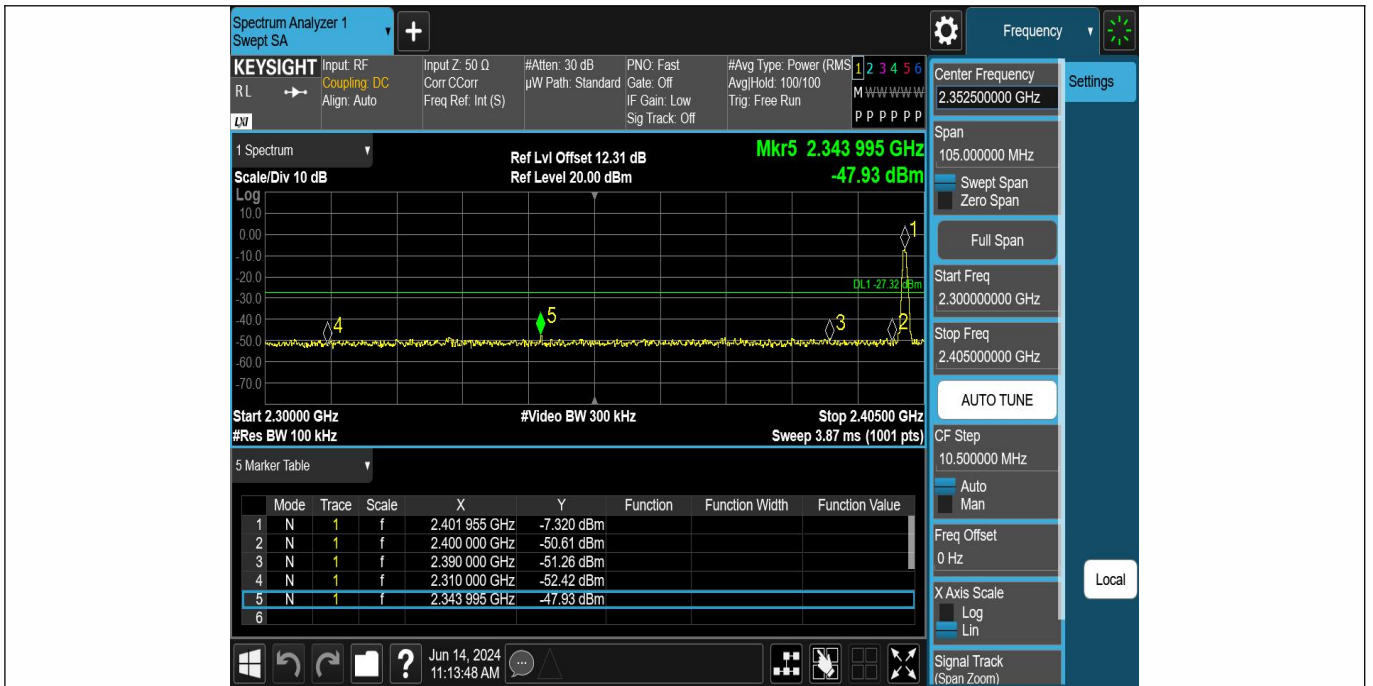 Spectrum Analyzer 1
Swept SA
+
Frequency
KEYSIGHT
RL
LXI
Input: RF
Coupling: DC
Align: Auto
Input Z: 50 Ω
Corr CCorr
Freq Ref: Int (S)
#Atten: 30 dB
µW Path: Standard
PNO: Fast
Gate: Off
IF Gain: Low
Sig Track: Off
#Avg Type: Power (RMS
Avg|Hold: 100/100
Trig: Free Run
1 2 3 4 5 6
M W W W W W
P P P P P P
1 Spectrum
Scale/Div 10 dB
Ref Lvl Offset 12.31 dB
Ref Level 20.00 dBm
Mkr5 2.343 995 GHz
-47.93 dBm
Log
10.0
0.00
-10.0
-20.0
-30.0
-40.0
-50.0
-60.0
-70.0
1
DL1 -27.32 dBm
4
5
3
2
Start 2.30000 GHz
#Video BW 300 kHz
Stop 2.40500 GHz
#Res BW 100 kHz
Sweep 3.87 ms (1001 pts)
5 Marker Table
Mode Trace Scale X Y Function Function Width Function Value
1 N 1 f 2.401 955 GHz -7.320 dBm
2 N 1 f 2.400 000 GHz -50.61 dBm
3 N 1 f 2.390 000 GHz -51.26 dBm
4 N 1 f 2.310 000 GHz -52.42 dBm
5 N 1 f 2.343 995 GHz -47.93 dBm
6
?
Jun 14, 2024
11:13:48 AM
Center Frequency
2.352500000 GHz
Settings
Span
105.000000 MHz
Swept Span
Zero Span
Full Span
Start Freq
2.300000000 GHz
Stop Freq
2.405000000 GHz
AUTO TUNE
CF Step
10.500000 MHz
Auto
Man
Freq Offset
0 Hz
Local
X Axis Scale
Log
Lin
Signal Track
(Span Zoom)